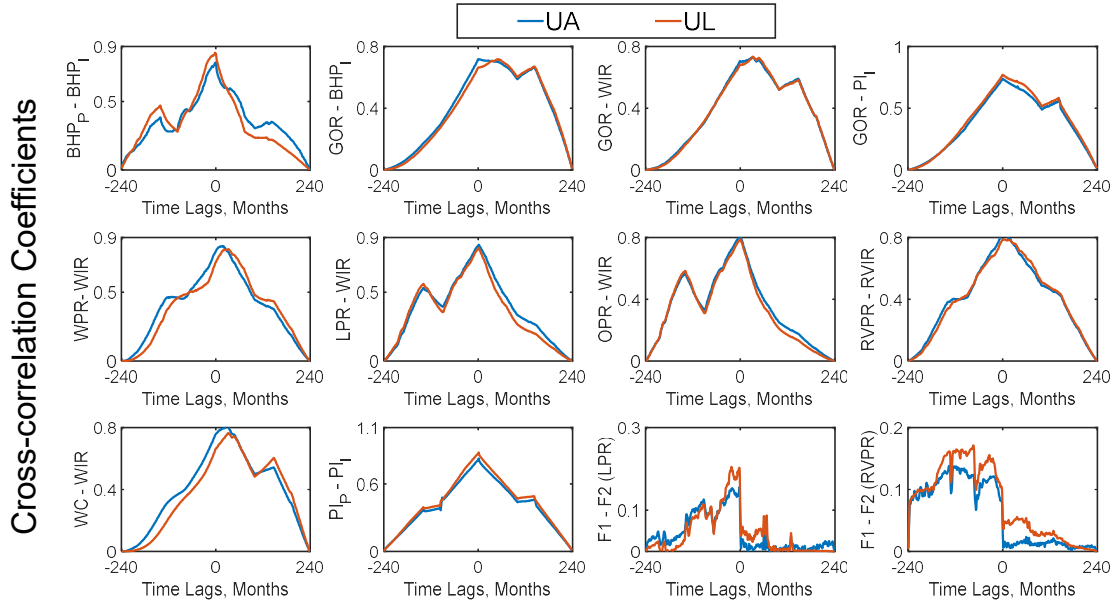 UA UL
Cross-correlation Coefficients
BHP_P - BHP_I
0.9
0.5
0
-240 0 240
Time Lags, Months
GOR - BHP_I
0.8
0.4
0
-240 0 240
Time Lags, Months
GOR - WIR
0.8
0.4
0
-240 0 240
Time Lags, Months
GOR - PI_I
1
0.5
0
-240 0 240
Time Lags, Months
WPR- WIR
0.9
0.5
0
-240 0 240
Time Lags, Months
LPR - WIR
0.9
0.5
0
-240 0 240
Time Lags, Months
OPR - WIR
0.8
0.4
0
-240 0 240
Time Lags, Months
RVPR - RVIR
0.8
0.4
0
-240 0 240
Time Lags, Months
WC - WIR
0.8
0.4
0
-240 0 240
Time Lags, Months
PI_P - PI_I
1.1
0.6
0
-240 0 240
Time Lags, Months
F1 - F2 (LPR)
0.3
0.1
0
-240 0 240
Time Lags, Months
F1 - F2 (RVPR)
0.2
0.1
0
-240 0 240
Time Lags, Months